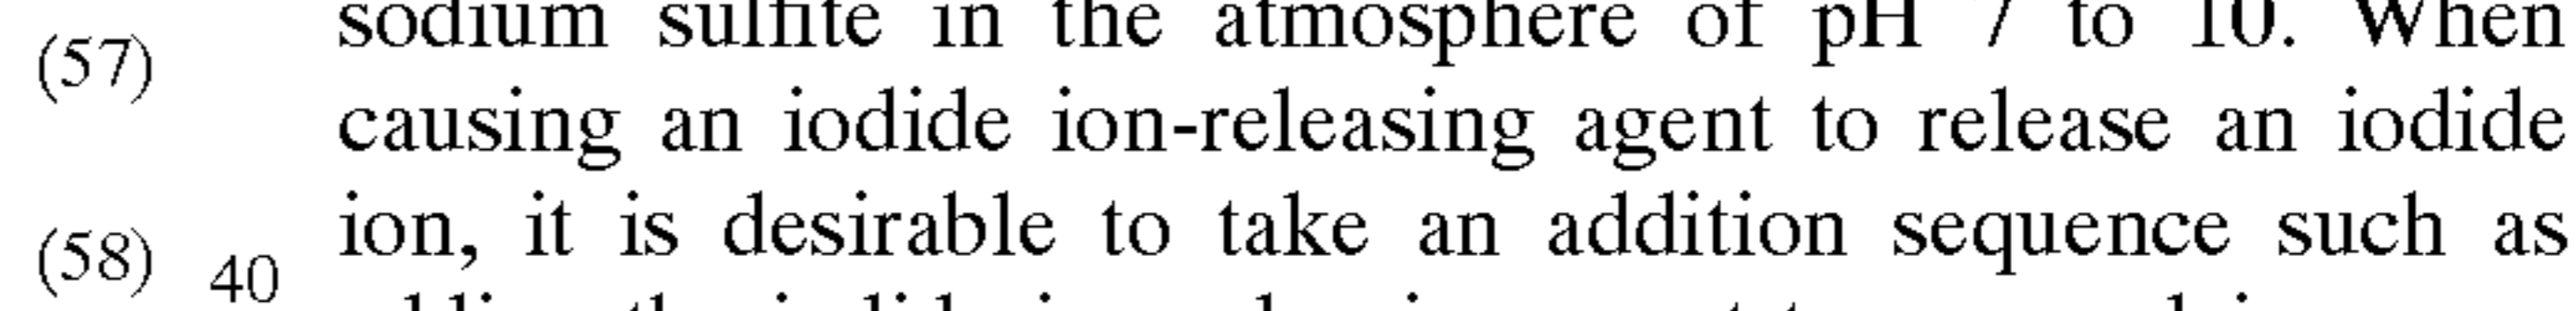 (57) sodium sulfite in the atmosphere of pH 7 to 10. When
causing an iodide ion-releasing agent to release an iodide
(58) 40 ion, it is desirable to take an addition sequence such as